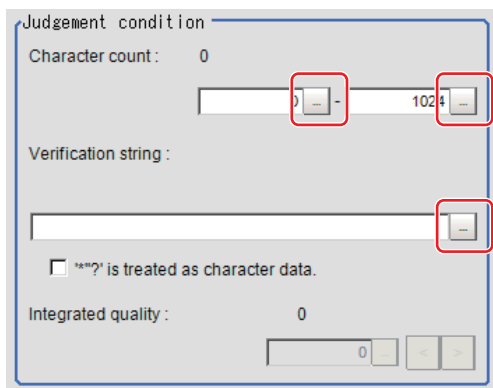 Judgement condition
Character count : 0
0 ... - 1024 ...
Verification string :
...
'*''?' is treated as character data.
Integrated quality : 0
0 ... < >